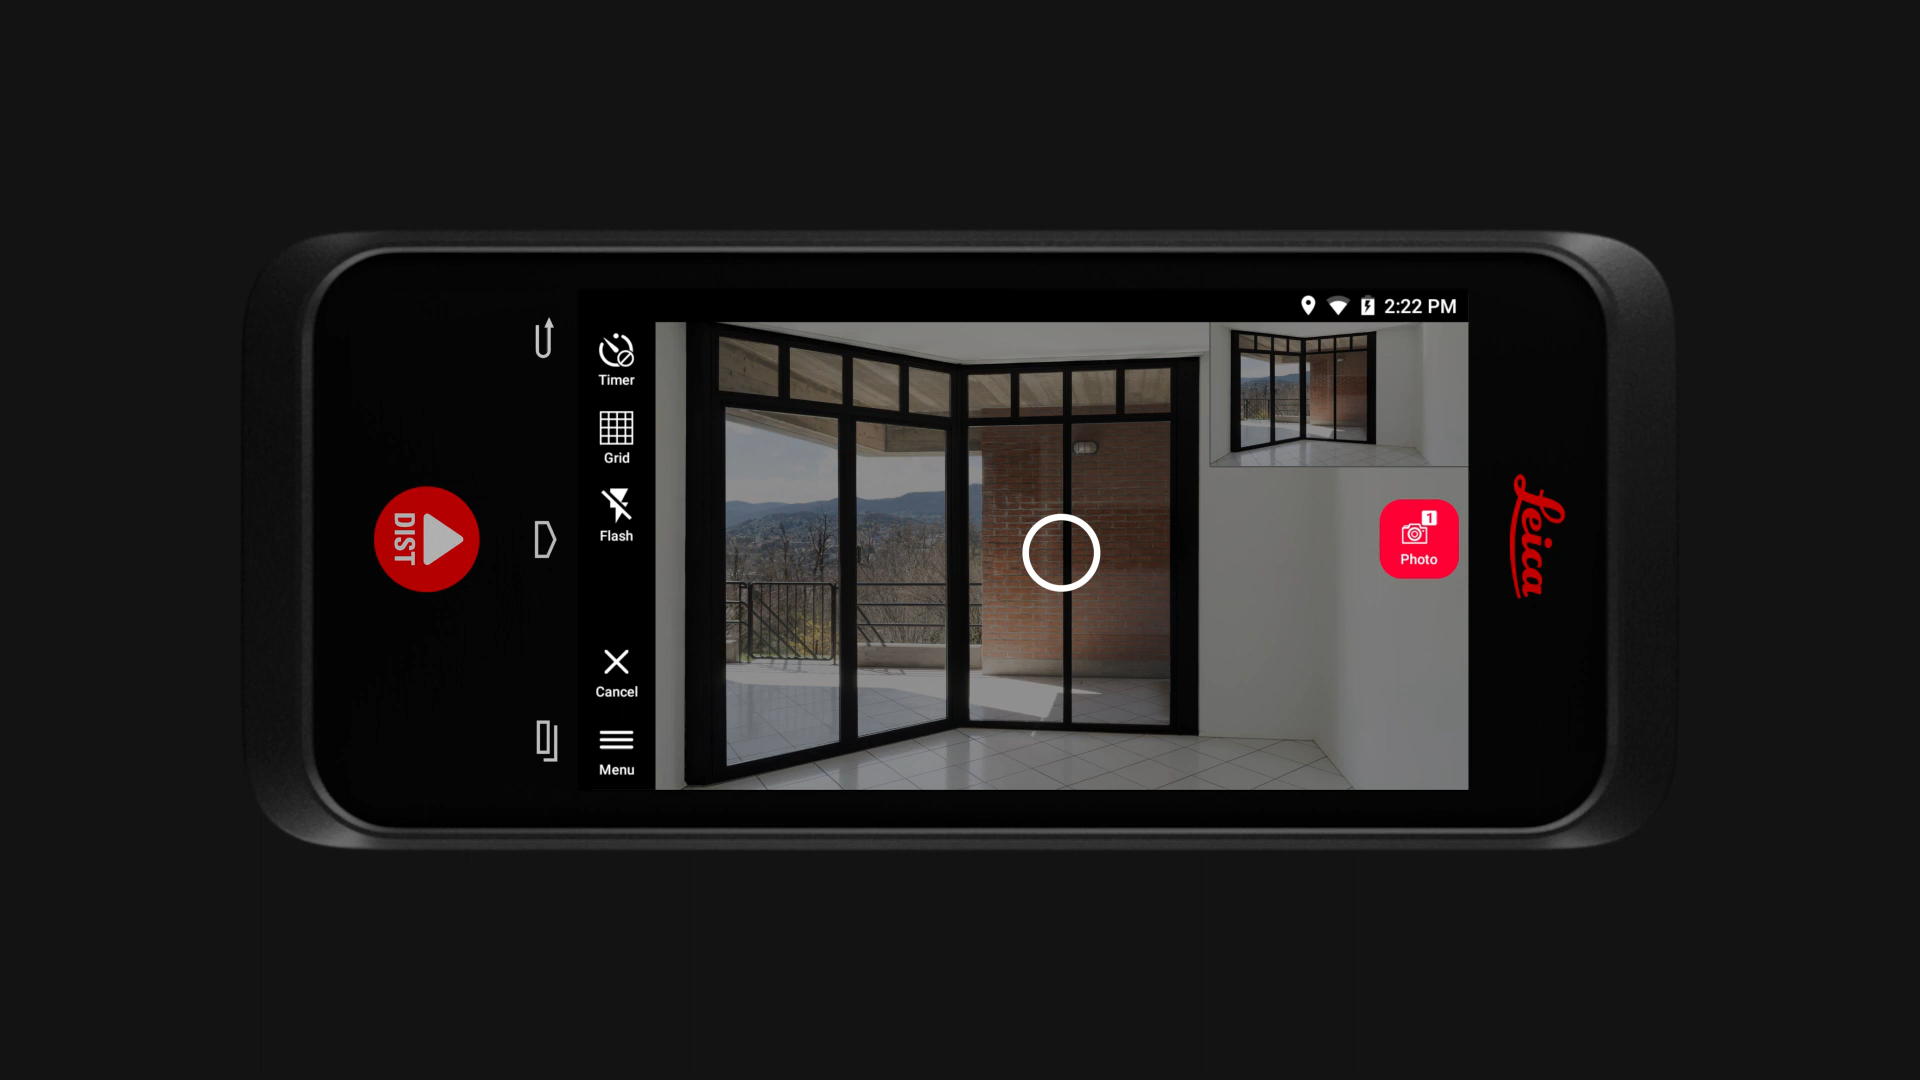 2:22 PM
Timer
Grid
Flash
Cancel
Menu
DIST
1
Photo
Leica